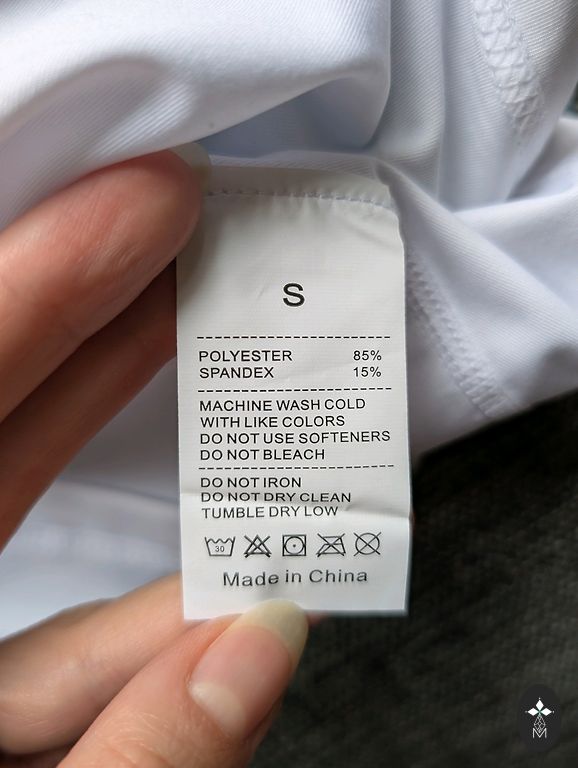 S
POLYESTER 85%
SPANDEX 15%
MACHINE WASH COLD
WITH LIKE COLORS
DO NOT USE SOFTENERS
DO NOT BLEACH
DO NOT IRON
DO NOT DRY CLEAN
TUMBLE DRY LOW
30
Made in China
M